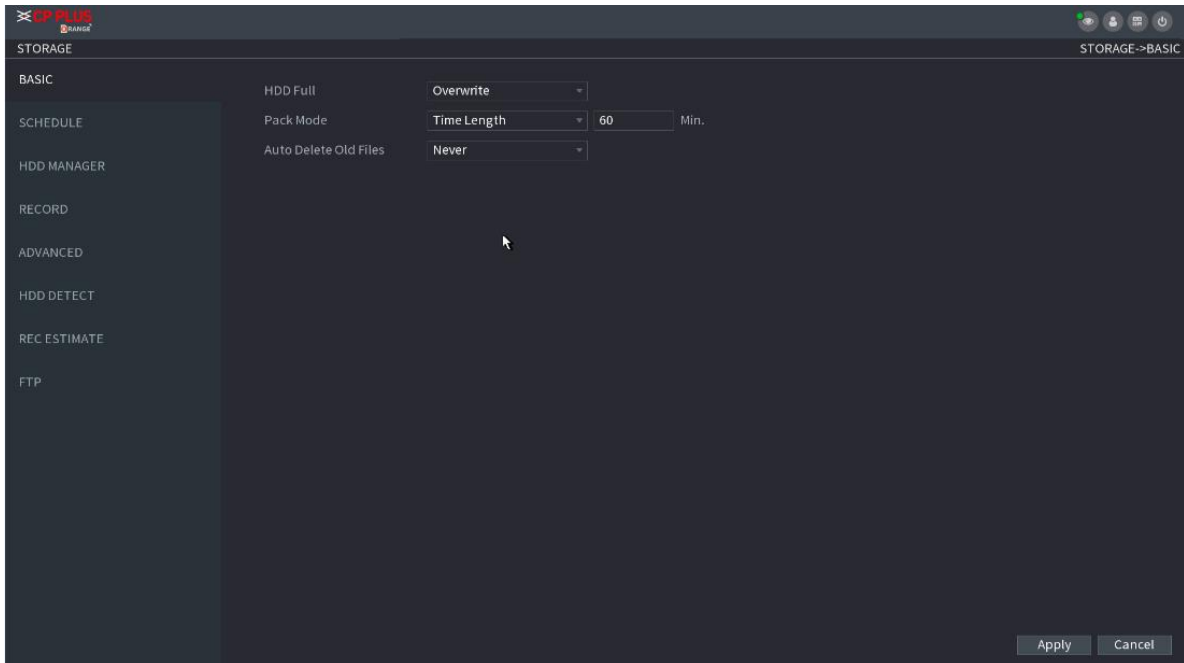 CP PLUS
ORANGE
STORAGE STORAGE->BASIC
BASIC
SCHEDULE
HDD MANAGER
RECORD
ADVANCED
HDD DETECT
REC ESTIMATE
FTP
HDD Full Overwrite
Pack Mode Time Length 60 Min.
Auto Delete Old Files Never
Apply Cancel